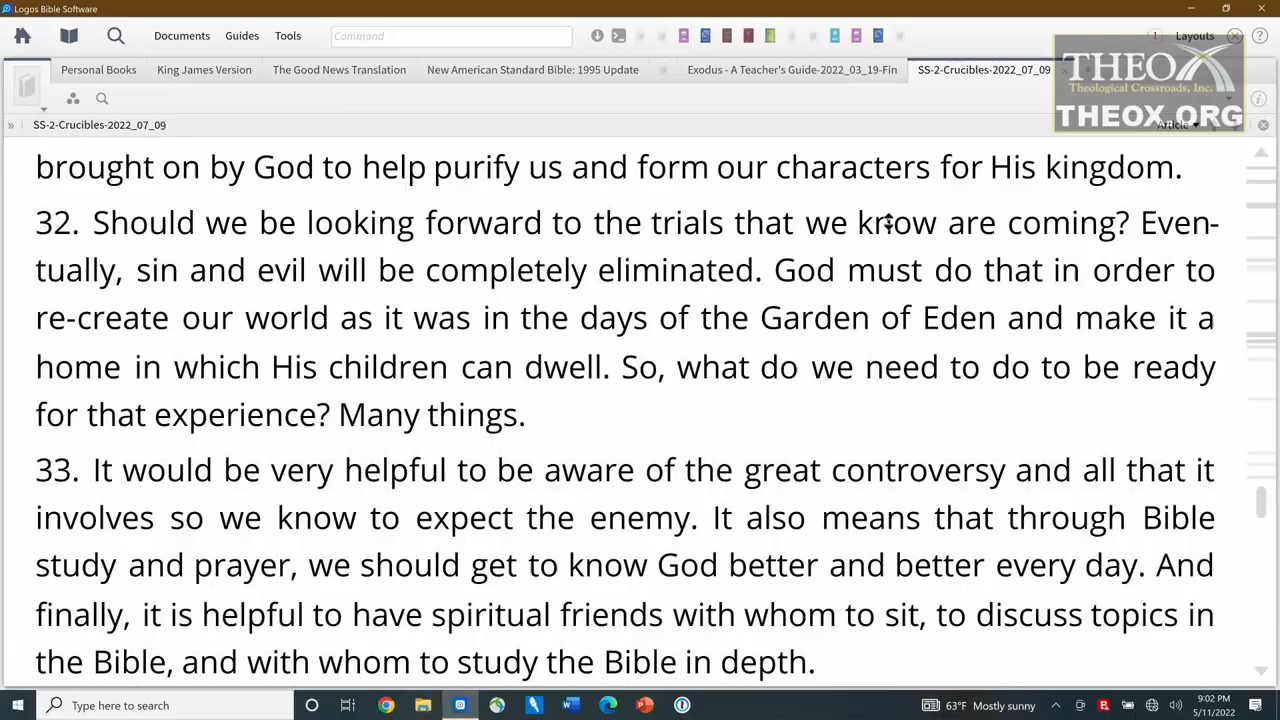 Logos Bible Software
Documents Guides Tools Command Layouts
Personal Books King James Version The Good News Translation New American Standard Bible: 1995 Update Exodus - A Teacher's Guide-2022_03_19-Fin SS-2-Crucibles-2022_07_09
THEOX
Theological Crossroads, Inc.
THEOX.ORG
SS-2-Crucibles-2022_07_09 Article
brought on by God to help purify us and form our characters for His kingdom.
32. Should we be looking forward to the trials that we know are coming? Even-
tually, sin and evil will be completely eliminated. God must do that in order to
re-create our world as it was in the days of the Garden of Eden and make it a
home in which His children can dwell. So, what do we need to do to be ready
for that experience? Many things.
33. It would be very helpful to be aware of the great controversy and all that it
involves so we know to expect the enemy. It also means that through Bible
study and prayer, we should get to know God better and better every day. And
finally, it is helpful to have spiritual friends with whom to sit, to discuss topics in
the Bible, and with whom to study the Bible in depth.
Type here to search 63°F Mostly sunny 9:02 PM
5/11/2022